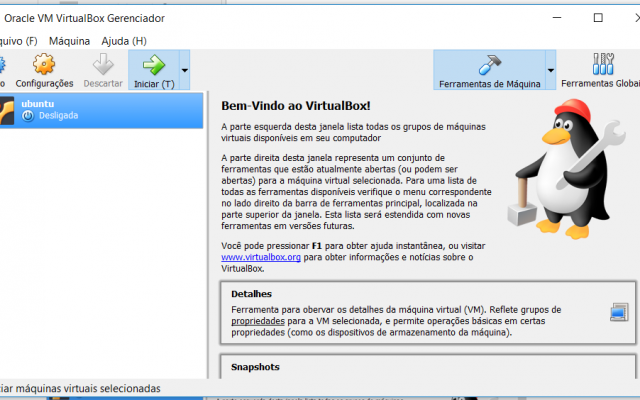 Oracle VM VirtualBox Gerenciador
quivo (F) Máquina Ajuda (H)
o Configurações Descartar Iniciar (T) Ferramentas de Máquina Ferramentas Globai
ubuntu
Desligada
Bem-Vindo ao VirtualBox!
A parte esquerda desta janela lista todas os grupos de máquinas
virtuais disponíveis em seu computador
A parte direita desta janela representa um conjunto de
ferramentas que estão atualmente abertas (ou podem ser
abertas) para a máquina virtual selecionada. Para uma lista de
todas as ferramentas disponíveis verifique o menu correspondente
no lado direito da barra de ferramentas principal, localizada na
parte superior da janela. Esta lista será estendida com novas
ferramentas em versões futuras.
Você pode pressionar F1 para obter ajuda instantânea, ou visitar
www.virtualbox.org para obter informações e notícias sobre o
VirtualBox.
Detalhes
Ferramenta para obervar os detalhes da máquina virtual (VM). Reflete grupos de
propriedades para a VM selecionada, e permite operações básicas em certas
propriedades (como os dispositivos de armazenamento da máquina).
Snapshots
iar máquinas virtuais selecionadas